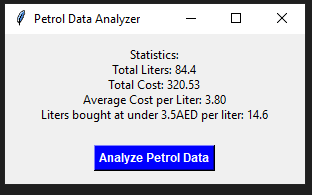 Petrol Data Analyzer
Statistics:
Total Liters: 84.4
Total Cost: 320.53
Average Cost per Liter: 3.80
Liters bought at under 3.5AED per liter: 14.6
Analyze Petrol Data